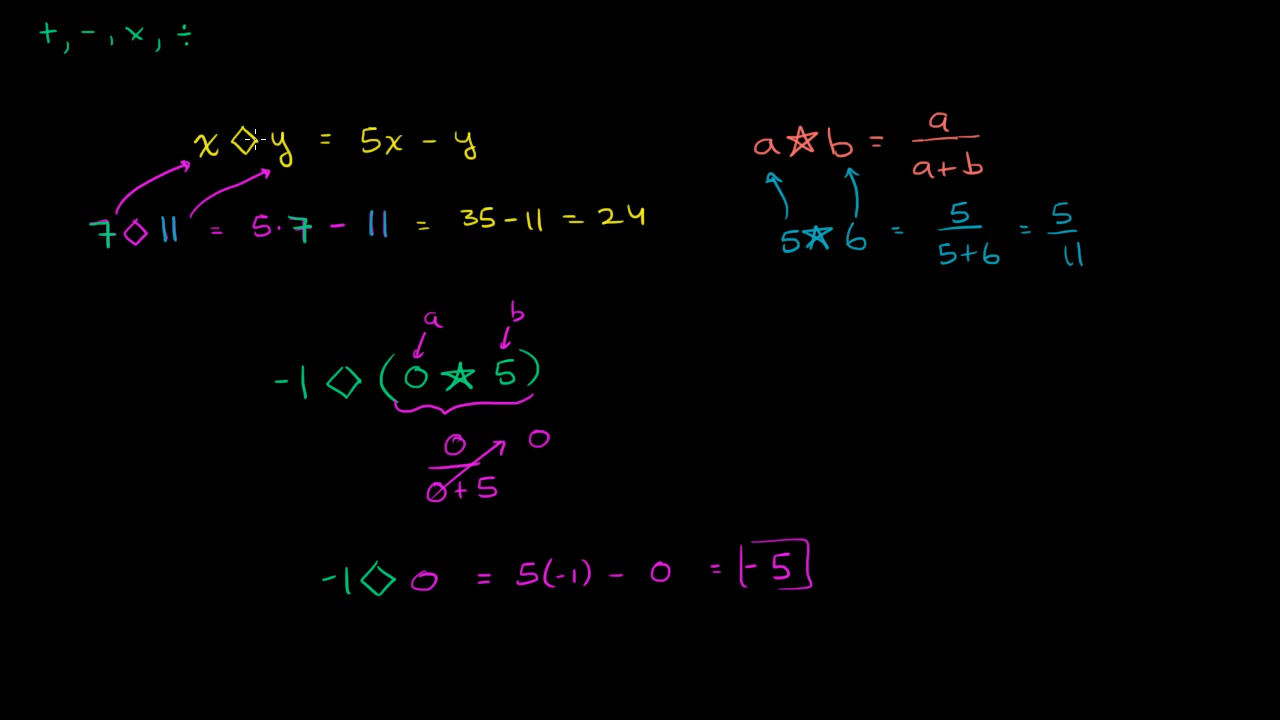 +, -, ×, ÷
x ◇ y = 5x - y
7 ◇ 11 = 5·7 - 11 = 35 - 11 = 24
a ☆ b = a/(a+b)
5 ☆ 6 = 5/(5+6) = 5/11
a b
-1 ◇ (0 ☆ 5)
0/(0+5) 0
-1 ◇ 0 = 5(-1) - 0 = -5